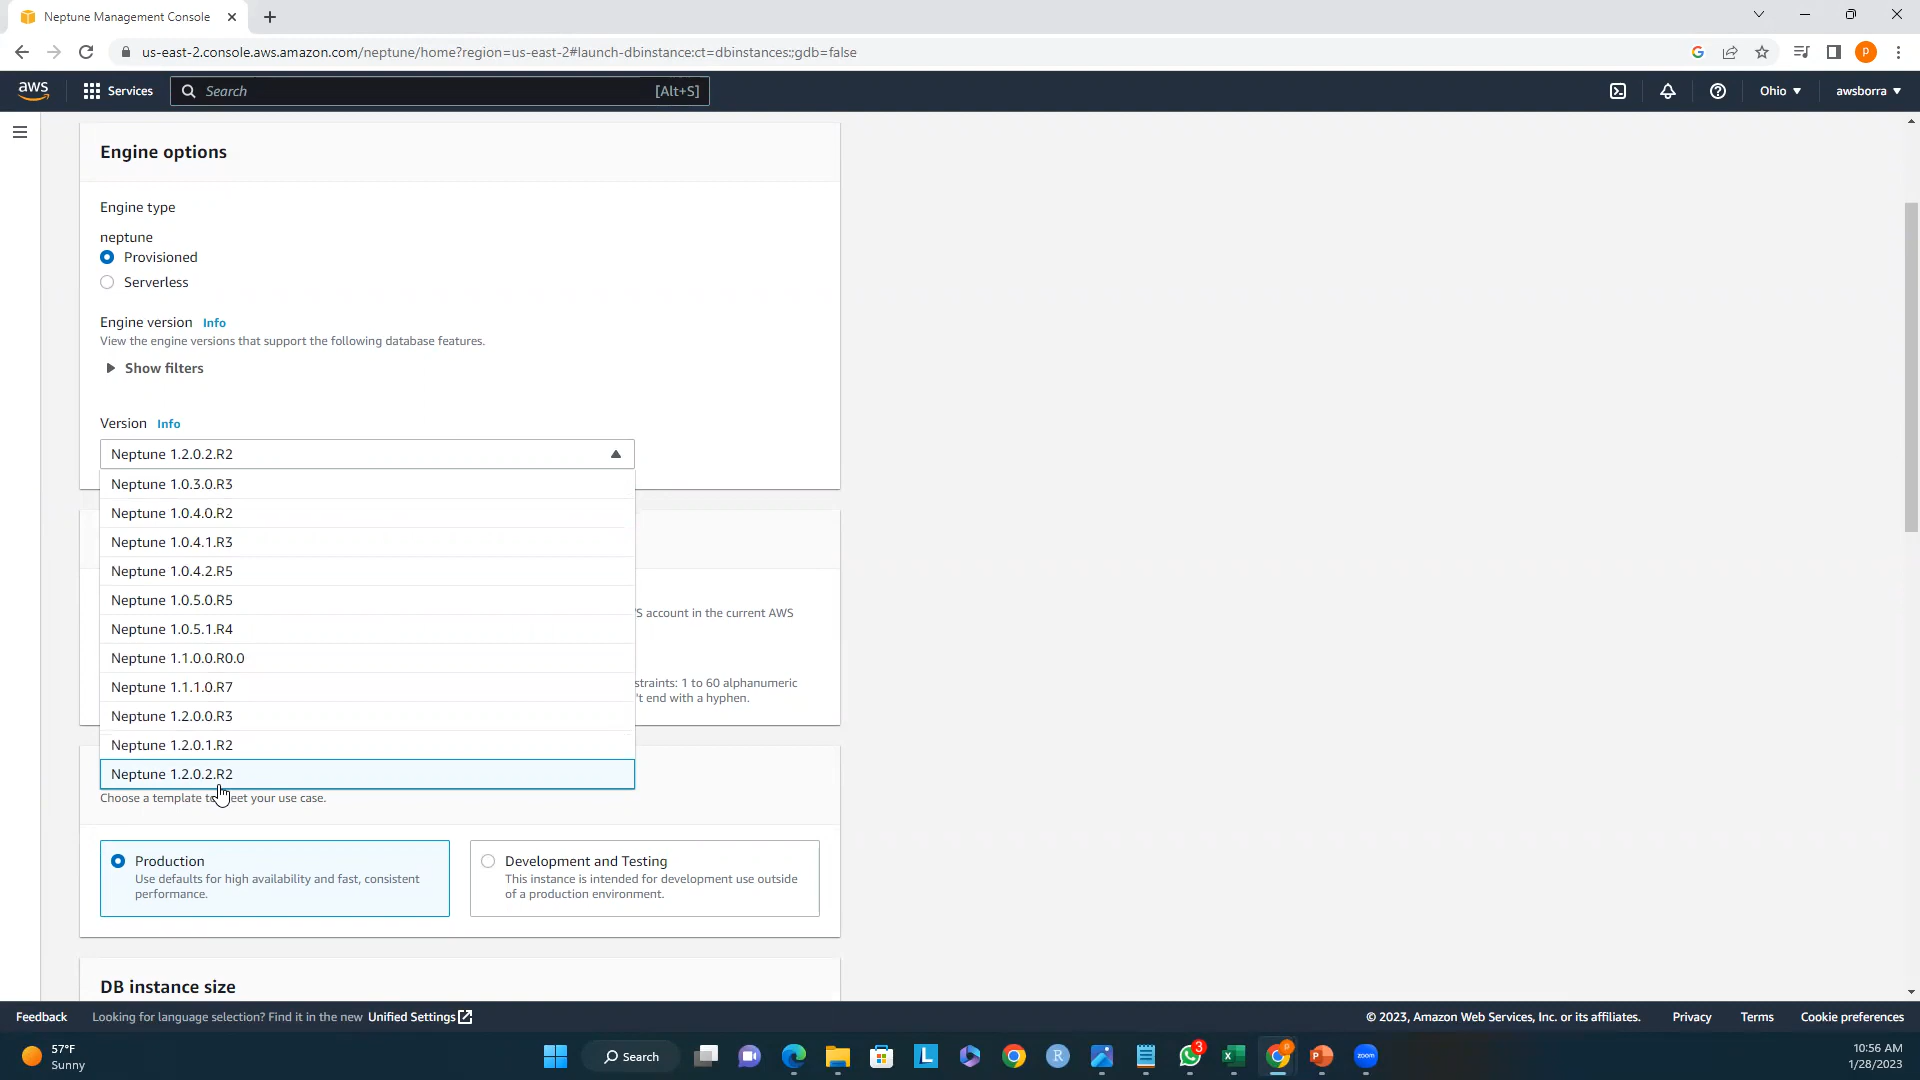 Neptune Management Console
us-east-2.console.aws.amazon.com/neptune/home?region=us-east-2#launch-dbinstance:ct=dbinstances:;gdb=false
P
aws
Services
Search
[Alt+S]
Ohio
awsborra
Engine options
Engine type
neptune
Provisioned
Serverless
Engine version Info
View the engine versions that support the following database features.
Show filters
Version Info
Neptune 1.2.0.2.R2
Neptune 1.0.3.0.R3
Neptune 1.0.4.0.R2
Neptune 1.0.4.1.R3
Neptune 1.0.4.2.R5
Neptune 1.0.5.0.R5
Neptune 1.0.5.1.R4
Neptune 1.1.0.0.R0.0
Neptune 1.1.1.0.R7
Neptune 1.2.0.0.R3
Neptune 1.2.0.1.R2
Neptune 1.2.0.2.R2
'S account in the current AWS
straints: 1 to 60 alphanumeric
't end with a hyphen.
Choose a template eet your use case.
Production
Use defaults for high availability and fast, consistent
performance.
Development and Testing
This instance is intended for development use outside
of a production environment.
DB instance size
Feedback
Looking for language selection? Find it in the new Unified Settings
© 2023, Amazon Web Services, Inc. or its affiliates.
Privacy
Terms
Cookie preferences
57°F
Sunny
Search
L
R
3
X
P
P
zoom
10:56 AM
1/28/2023